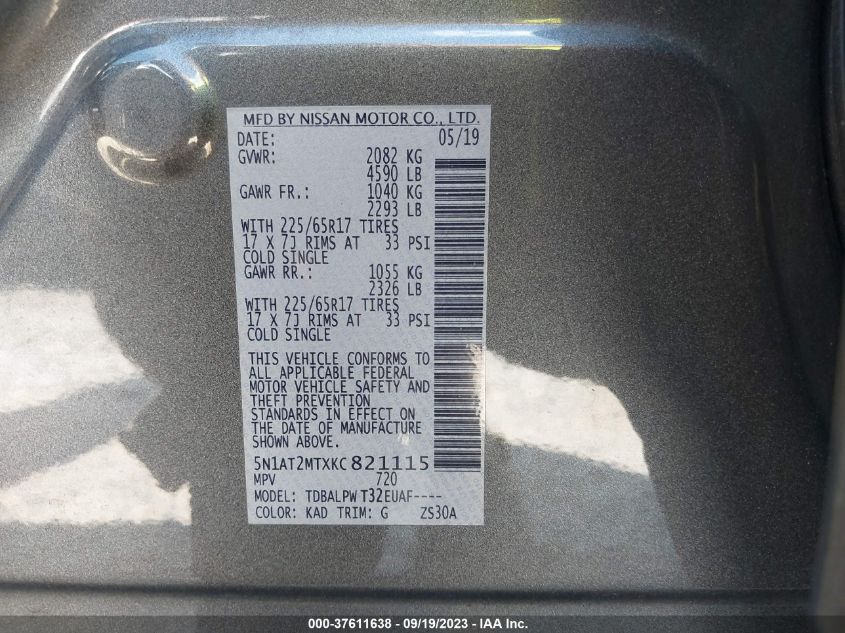 MFD BY NISSAN MOTOR CO., LTD.
DATE: 05/19
GVWR: 2082 KG
4590 LB
GAWR FR.: 1040 KG
2293 LB
WITH 225/65R17 TIRES
17 X 7J RIMS AT 33 PSI
COLD SINGLE
GAWR RR.: 1055 KG
2326 LB
WITH 225/65R17 TIRES
17 X 7J RIMS AT 33 PSI
COLD SINGLE
THIS VEHICLE CONFORMS TO
ALL APPLICABLE FEDERAL
MOTOR VEHICLE SAFETY AND
THEFT PREVENTION
STANDARDS IN EFFECT ON
THE DATE OF MANUFACTURE
SHOWN ABOVE.
5N1AT2MTXKC821115
MPV 720
MODEL: TDBALPW T32EUAF----
COLOR: KAD TRIM: G ZS30A
000-37611638 - 09/19/2023 - IAA Inc.